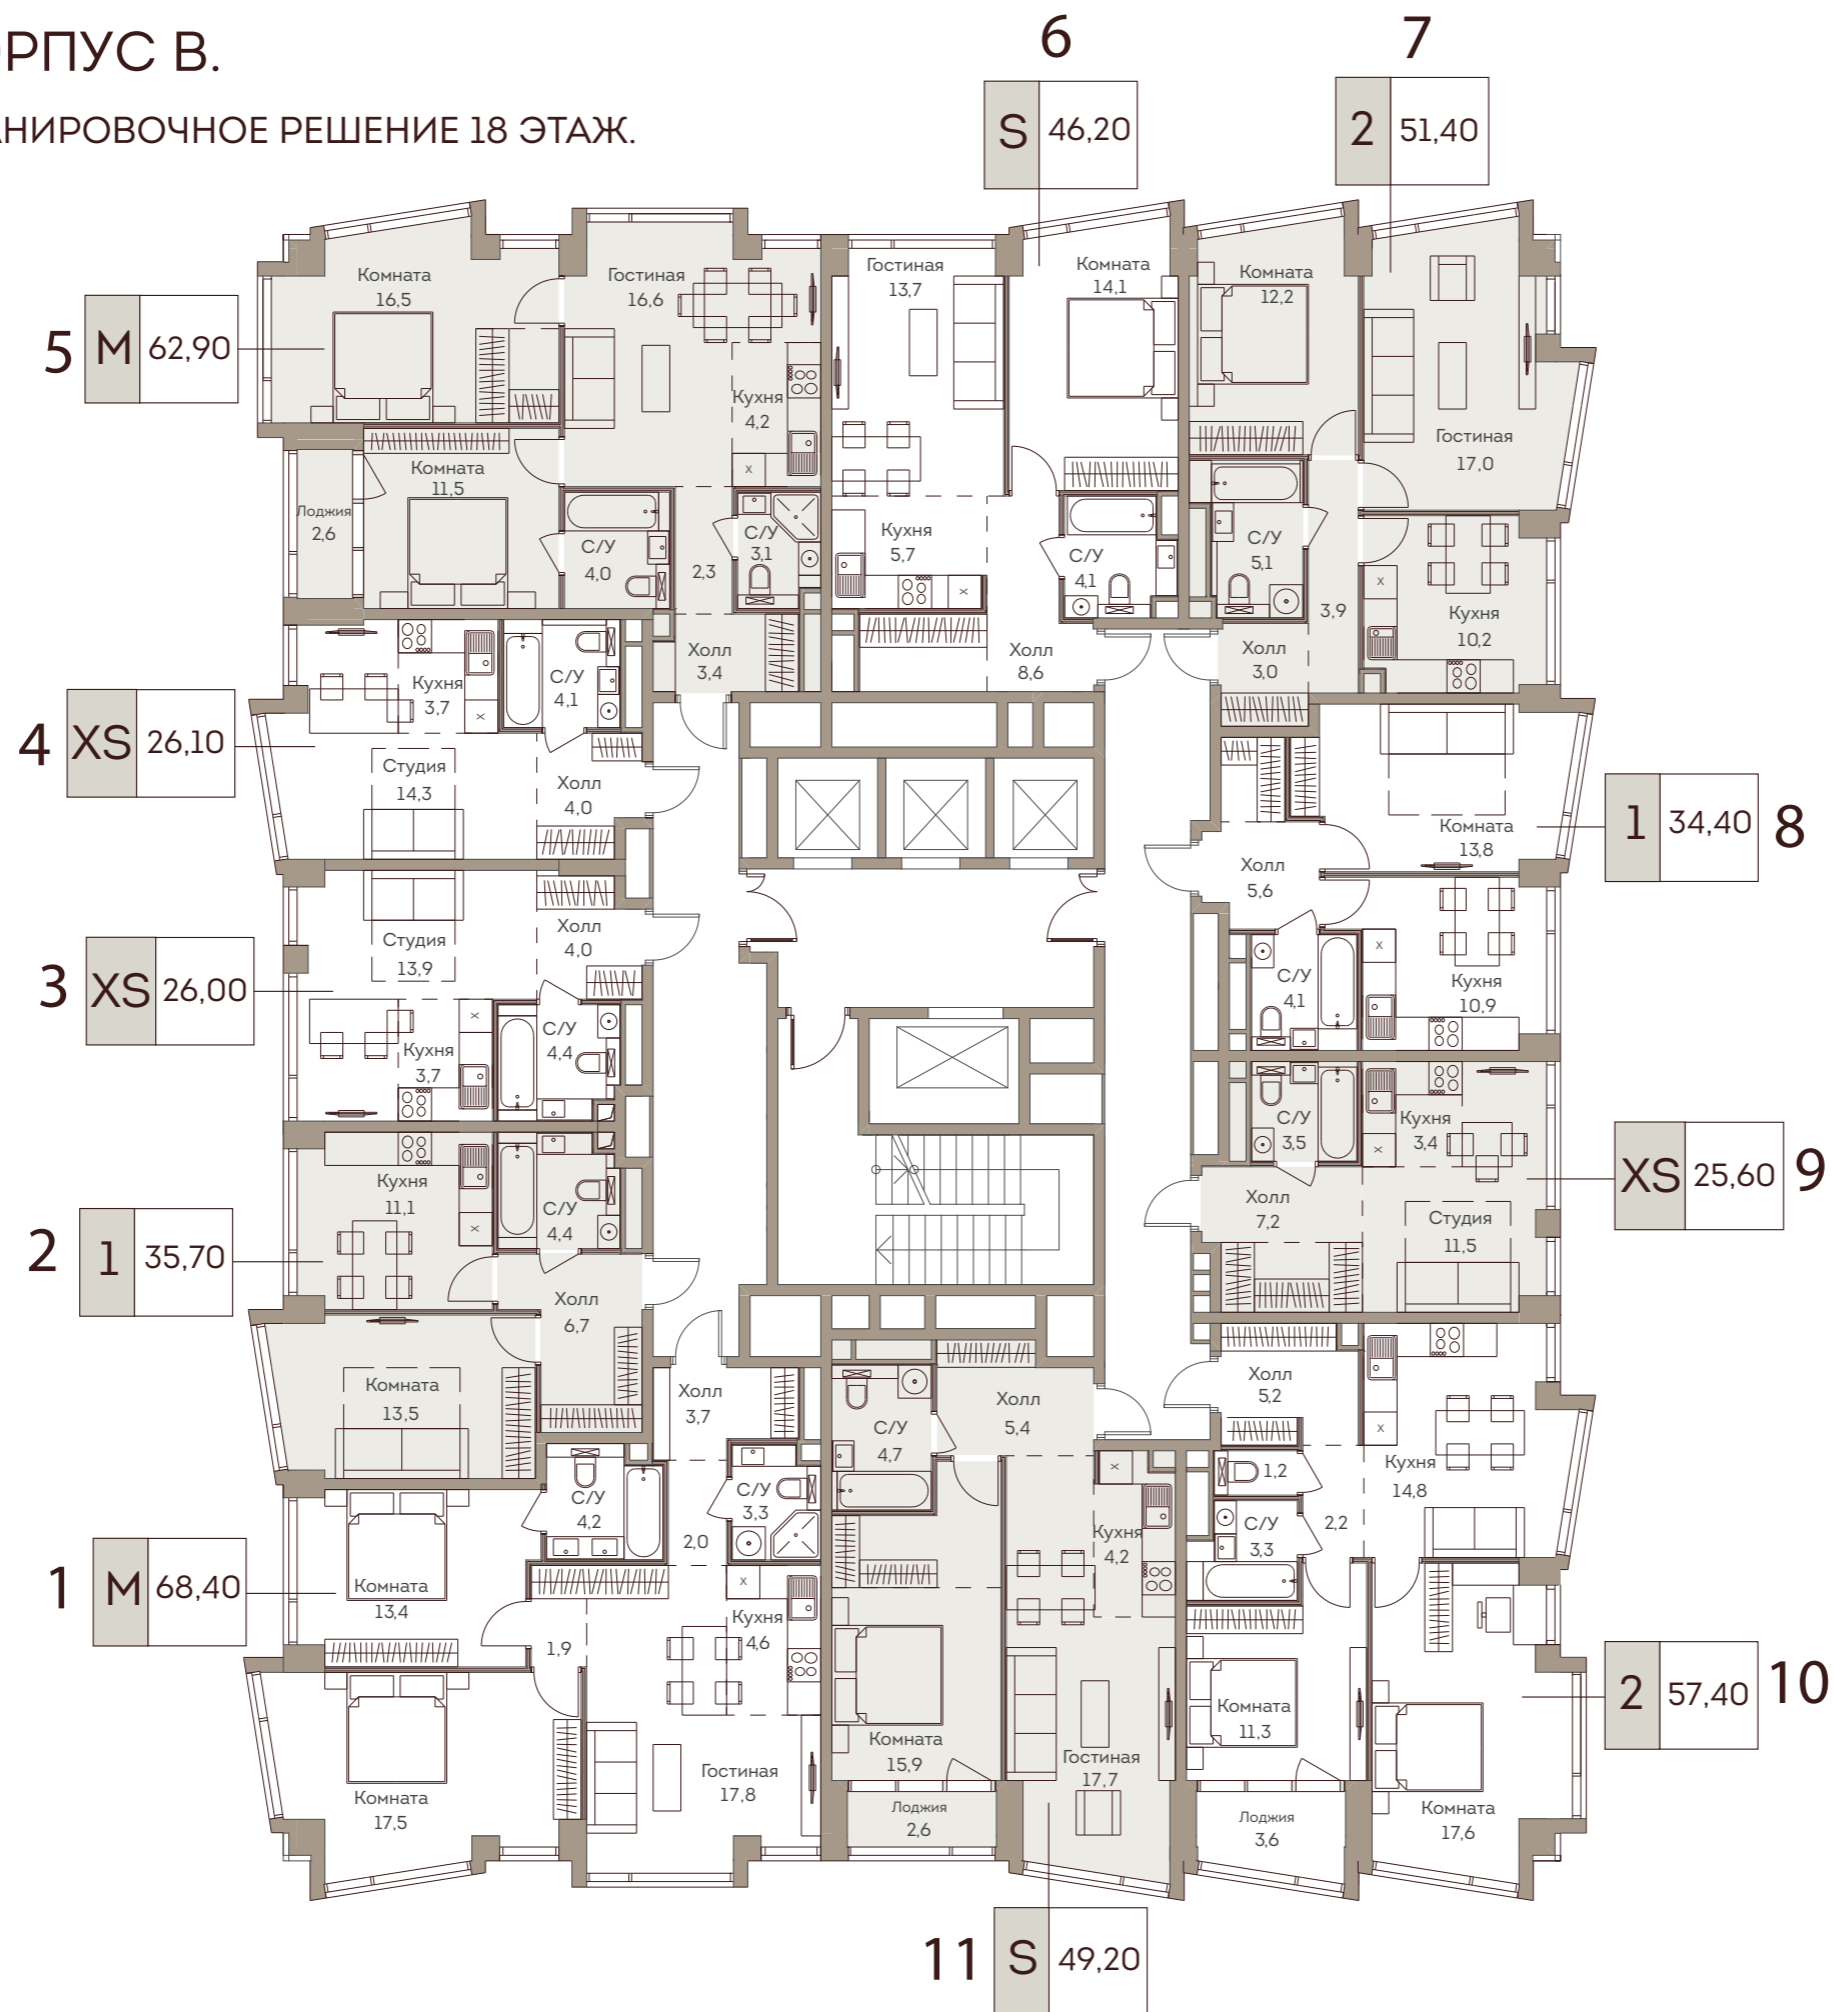 ОРПУС В.
АНИРОВОЧНОЕ РЕШЕНИЕ 18 ЭТАЖ.
6
S 46,20
7
2 51,40
5 M 62,90
Комната
16,5
Гостиная
16,6
Кухня
4,2
x
Комната
11,5
Лоджия
2,6
С/У
4,0
2,3
С/У
3,1
Холл
3,4
Гостиная
13,7
Комната
14,1
Кухня
5,7
x
С/У
4,1
Холл
8,6
Комната
12,2
Гостиная
17,0
С/У
5,1
3,9
x
Кухня
10,2
Холл
3,0
4 XS 26,10
Кухня
3,7
x
С/У
4,1
Студия
14,3
Холл
4,0
3 XS 26,00
Студия
13,9
Холл
4,0
x
Кухня
3,7
С/У
4,4
2 1 35,70
Кухня
11,1
x
С/У
4,4
Холл
6,7
Комната
13,5
1 M 68,40
Холл
3,7
С/У
4,2
С/У
3,3
2,0
Комната
13,4
1,9
x
Кухня
4,6
Комната
17,5
Гостиная
17,8
1 34,40 8
Комната
13,8
Холл
5,6
x
С/У
4,1
Кухня
10,9
XS 25,60 9
С/У
3,5
Кухня
3,4
x
Холл
7,2
Студия
11,5
2 57,40 10
Холл
5,2
x
Кухня
14,8
1,2
С/У
3,3
2,2
Комната
11,3
Комната
17,6
Лоджия
3,6
С/У
4,7
Холл
5,4
x
Кухня
4,2
Комната
15,9
Гостиная
17,7
Лоджия
2,6
11 S 49,20